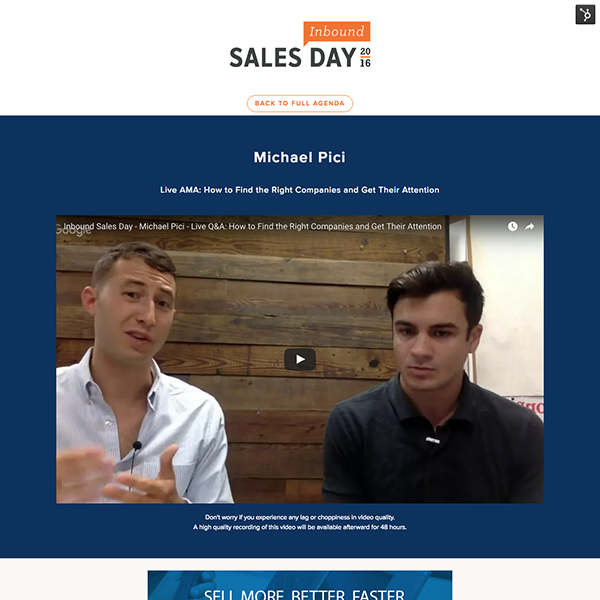 Inbound
SALES DAY 20
16
BACK TO FULL AGENDA
Michael Pici
Live AMA: How to Find the Right Companies and Get Their Attention
Google
Inbound Sales Day - Michael Pici - Live Q&A: How to Find the Right Companies and Get Their Attention
Don't worry if you experience any lag or choppiness in video quality.
A high quality recording of this video will be available afterward for 48 hours.
SELL MORE, BETTER, FASTER